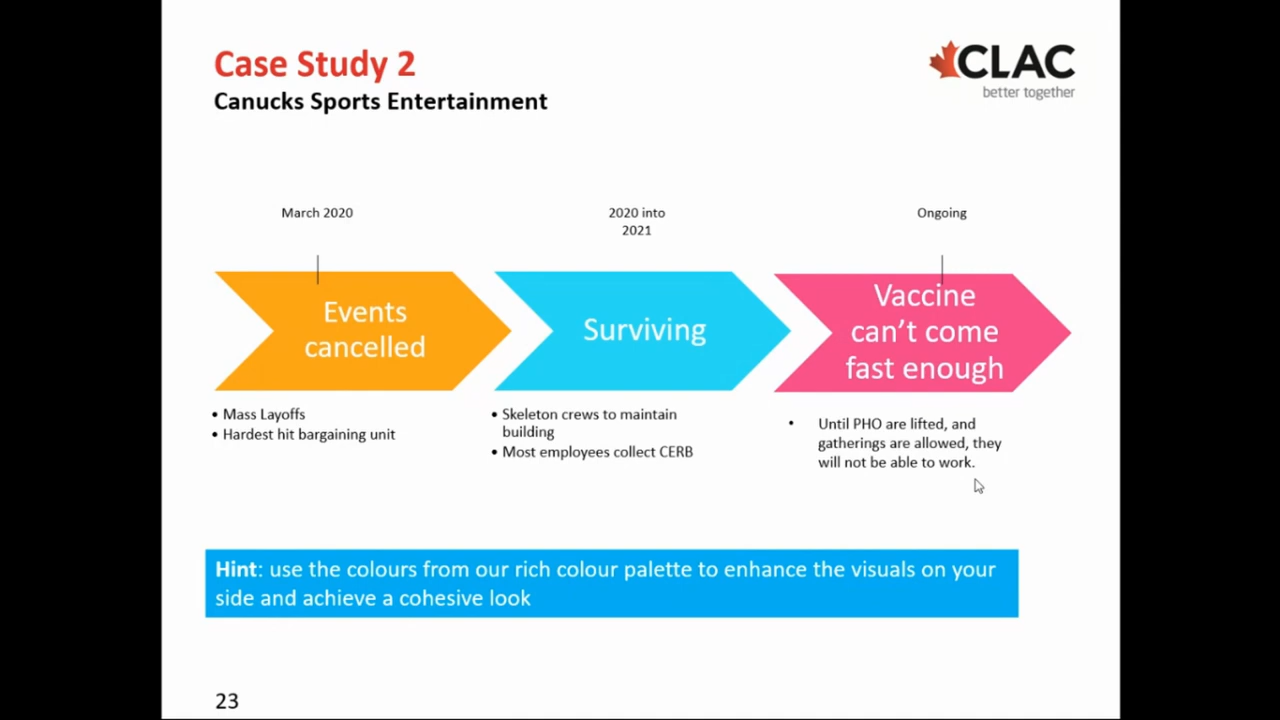 Case Study 2
Canucks Sports Entertainment
CLAC
better together
March 2020
2020 into
2021
Ongoing
Events
cancelled
Surviving
Vaccine
can't come
fast enough
• Mass Layoffs
• Hardest hit bargaining unit
• Skeleton crews to maintain
building
• Most employees collect CERB
• Until PHO are lifted, and
gatherings are allowed, they
will not be able to work.
Hint: use the colours from our rich colour palette to enhance the visuals on your
side and achieve a cohesive look
23